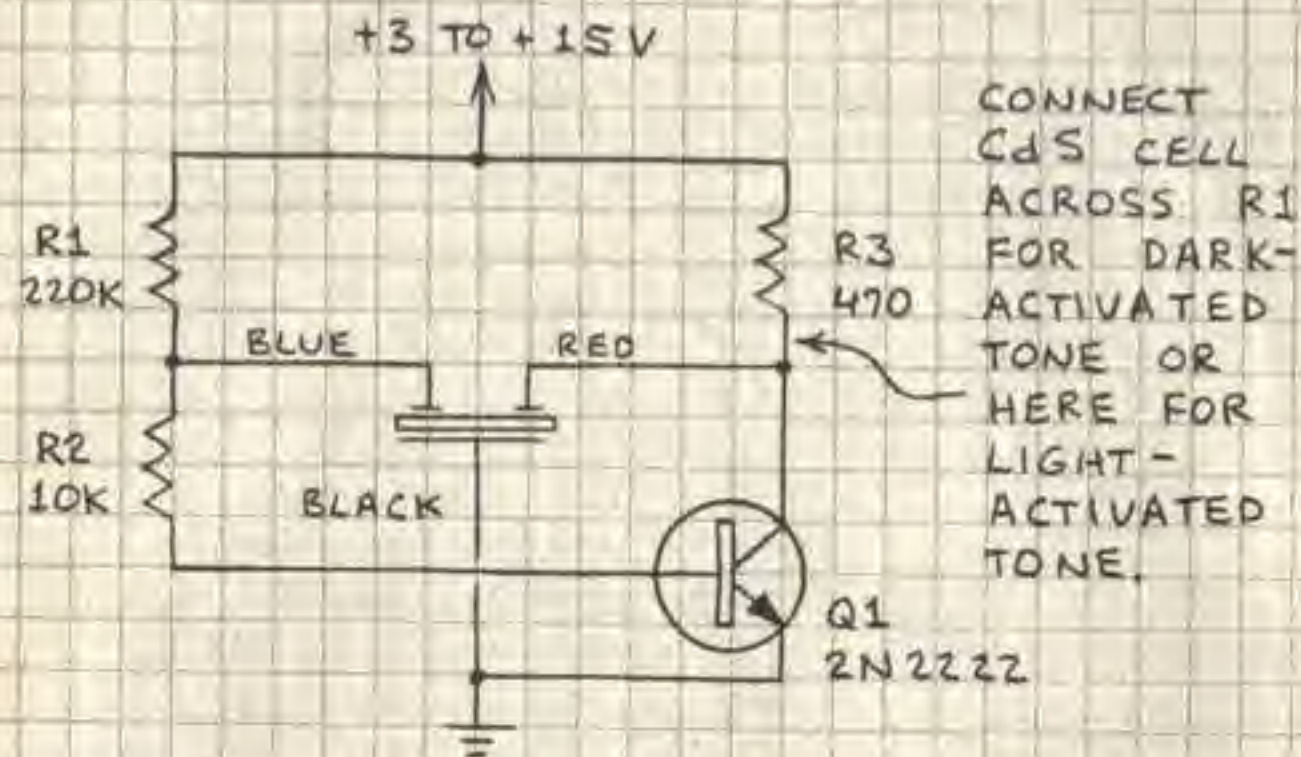 +3 TO +15V
R1
220K
BLUE
RED
R3
470
R2
10K
BLACK
Q1
2N2222
CONNECT
CdS CELL
ACROSS R1
FOR DARK-
ACTIVATED
TONE OR
HERE FOR
LIGHT-
ACTIVATED
TONE.